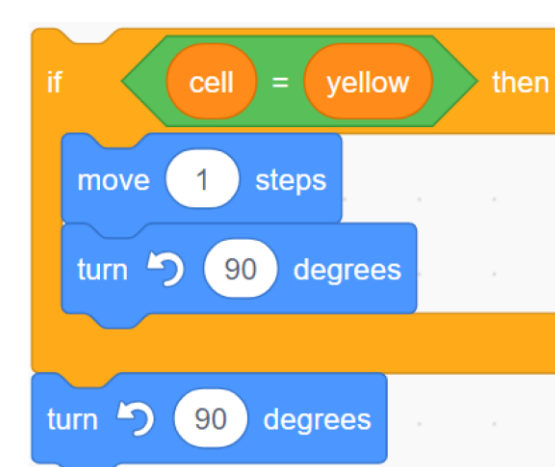 if cell = yellow then
move 1 steps
turn 90 degrees
turn 90 degrees